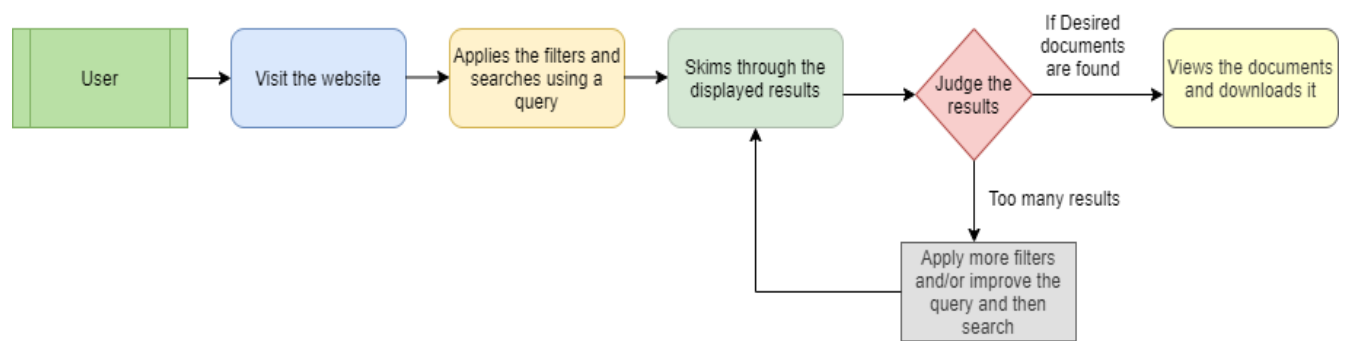 User
Visit the website
Applies the filters and
searches using a
query
Skims through the
displayed results
Judge the
results
If Desired
documents
are found
Views the documents
and downloads it
Too many results
Apply more filters
and/or improve the
query and then
search